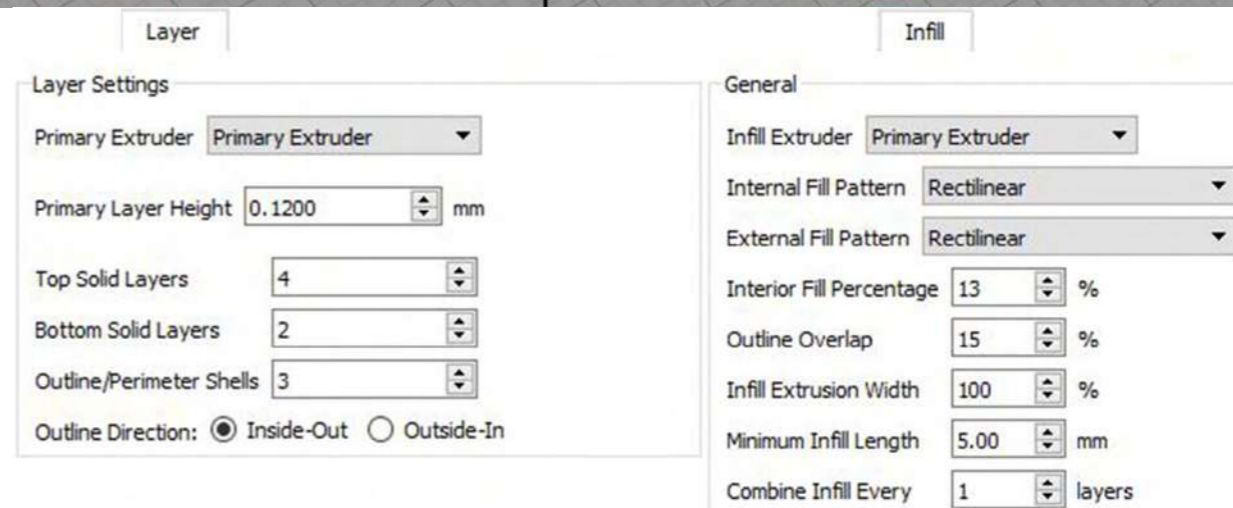 Layer
Layer Settings
Primary Extruder Primary Extruder
Primary Layer Height 0.1200 mm
Top Solid Layers 4
Bottom Solid Layers 2
Outline/Perimeter Shells 3
Outline Direction: Inside-Out Outside-In
Infill
General
Infill Extruder Primary Extruder
Internal Fill Pattern Rectilinear
External Fill Pattern Rectilinear
Interior Fill Percentage 13 %
Outline Overlap 15 %
Infill Extrusion Width 100 %
Minimum Infill Length 5.00 mm
Combine Infill Every 1 layers